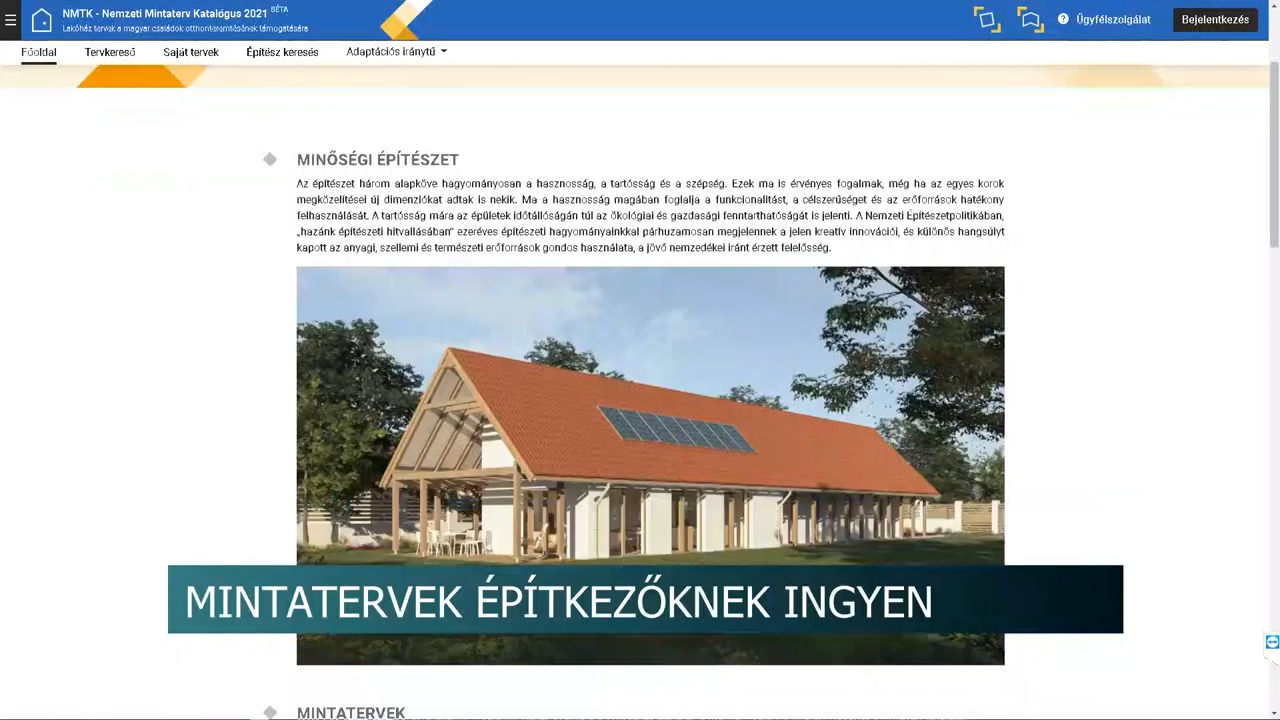 NMTK - Nemzeti Mintaterv Katalógus 2021 BÉTA
Lakóház tervek a magyar családok otthonteremtésének támogatására
Ügyfélszolgálat
Bejelentkezés
Főoldal
Tervkereső
Saját tervek
Építész keresés
Adaptációs iránytű
MINŐSÉGI ÉPÍTÉSZET
Az építészet három alapköve hagyományosan a hasznosság, a tartósság és a szépség. Ezek ma is érvényes fogalmak, még ha az egyes korok
megközelítései új dimenziókat adtak is nekik. Ma a hasznosság magában foglalja a funkcionalitást, a célszerűséget és az erőforrások hatékony
felhasználását. A tartósság mára az épületek időtállóságán túl az ökológiai és gazdasági fenntarthatóságát is jelenti. A Nemzeti Építészetpolitikában,
„hazánk építészeti hitvallásában" ezeréves építészeti hagyományainkkal párhuzamosan megjelennek a jelen kreatív innovációi, és különös hangsúlyt
kapott az anyagi, szellemi és természeti erőforrások gondos használata, a jövő nemzedékei iránt érzett felelősség.
MINTATERVEK ÉPÍTKEZŐKNEK INGYEN
MINTATERVEK